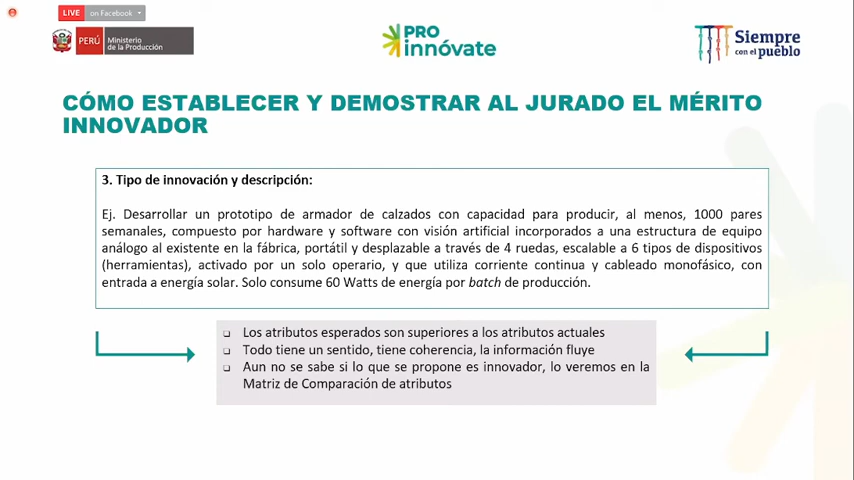 LIVE on Facebook
PERÚ Ministerio
de la Producción
PRO
innóvate
Siempre
con el pueblo
CÓMO ESTABLECER Y DEMOSTRAR AL JURADO EL MÉRITO
INNOVADOR
3. Tipo de innovación y descripción:
Ej. Desarrollar un prototipo de armador de calzados con capacidad para producir, al menos, 1000 pares
semanales, compuesto por hardware y software con visión artificial incorporados a una estructura de equipo
análogo al existente en la fábrica, portátil y desplazable a través de 4 ruedas, escalable a 6 tipos de dispositivos
(herramientas), activado por un solo operario, y que utiliza corriente continua y cableado monofásico, con
entrada a energía solar. Solo consume 60 Watts de energía por batch de producción.
Los atributos esperados son superiores a los atributos actuales
Todo tiene un sentido, tiene coherencia, la información fluye
Aun no se sabe si lo que se propone es innovador, lo veremos en la
Matriz de Comparación de atributos